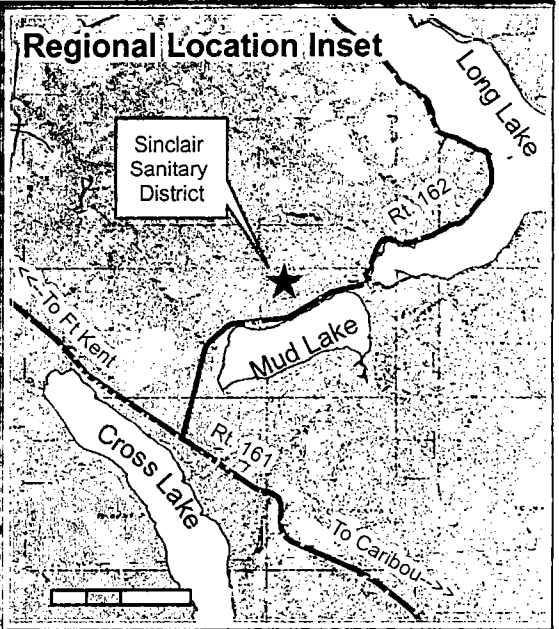 Regional Location Inset
Long Lake
Sinclair
Sanitary
District
Rt. 162
<<--To Ft Kent
Mud Lake
Rt. 161
Cross Lake
To Caribou-->>